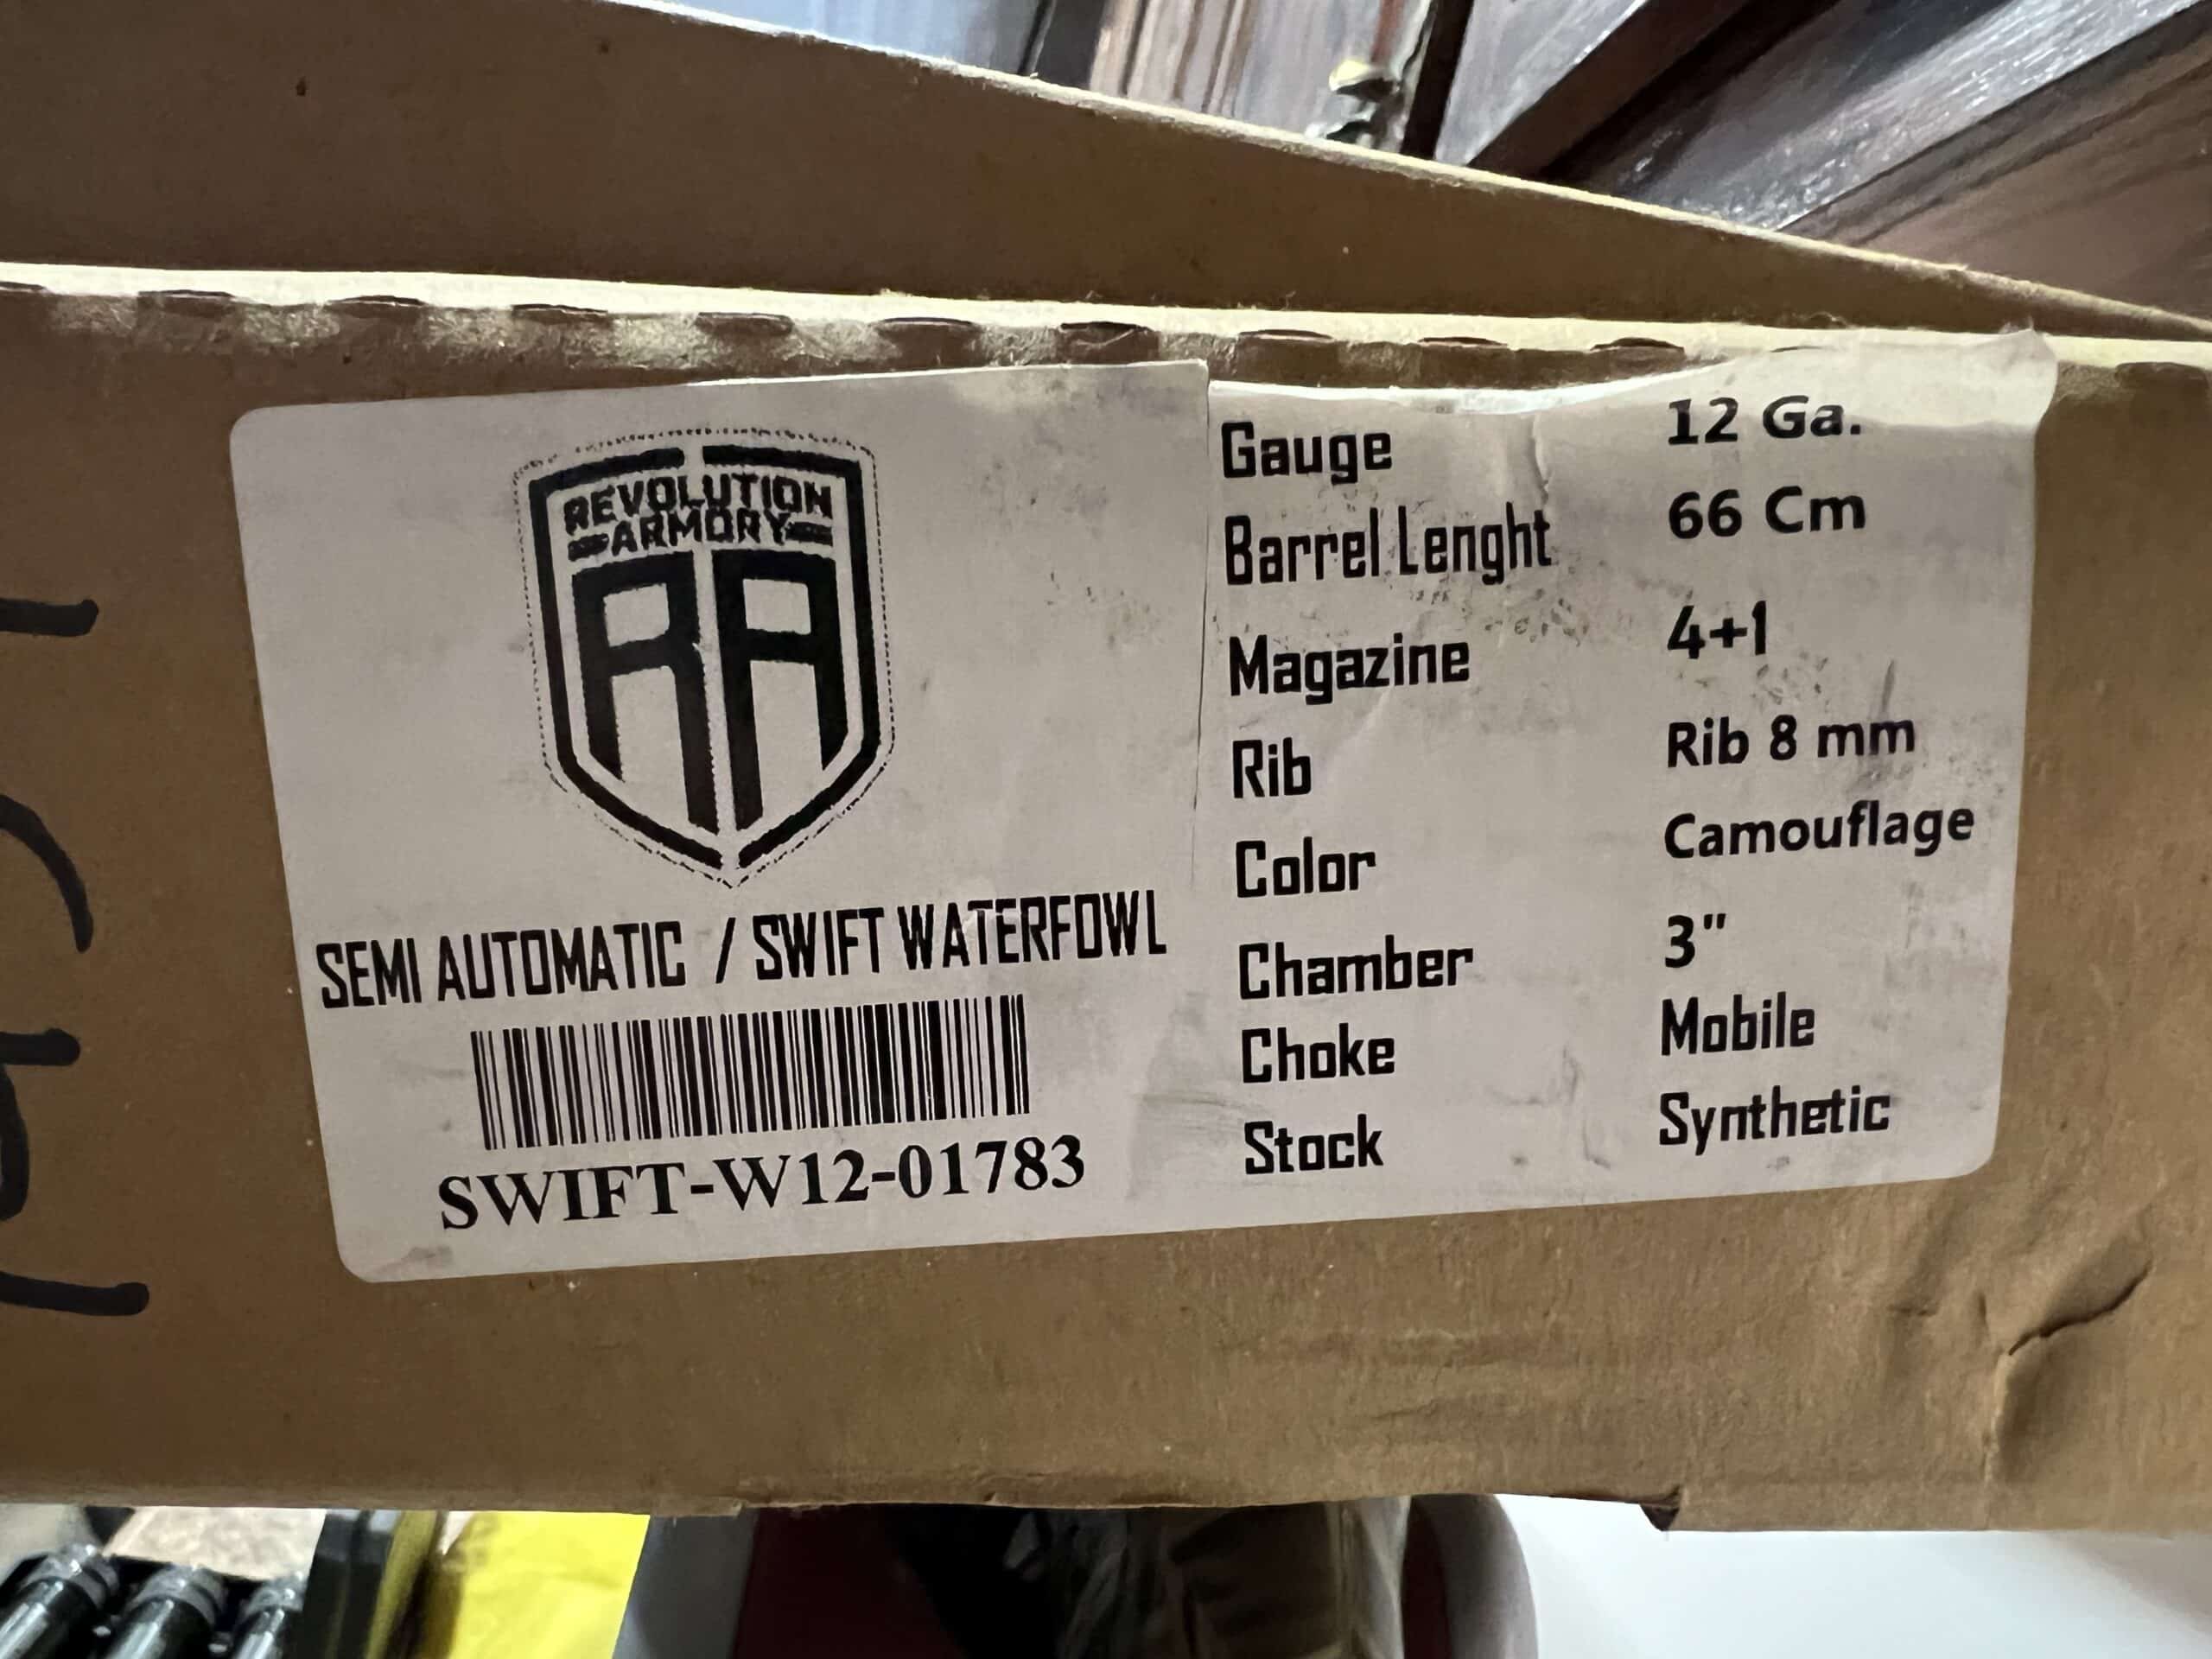 REVOLUTION
ARMORY
RA
SEMI AUTOMATIC / SWIFT WATERFOWL
SWIFT-W12-01783
Gauge 12 Ga.
Barrel Lenght 66 Cm
Magazine 4+1
Rib Rib 8 mm
Color Camouflage
Chamber 3"
Choke Mobile
Stock Synthetic